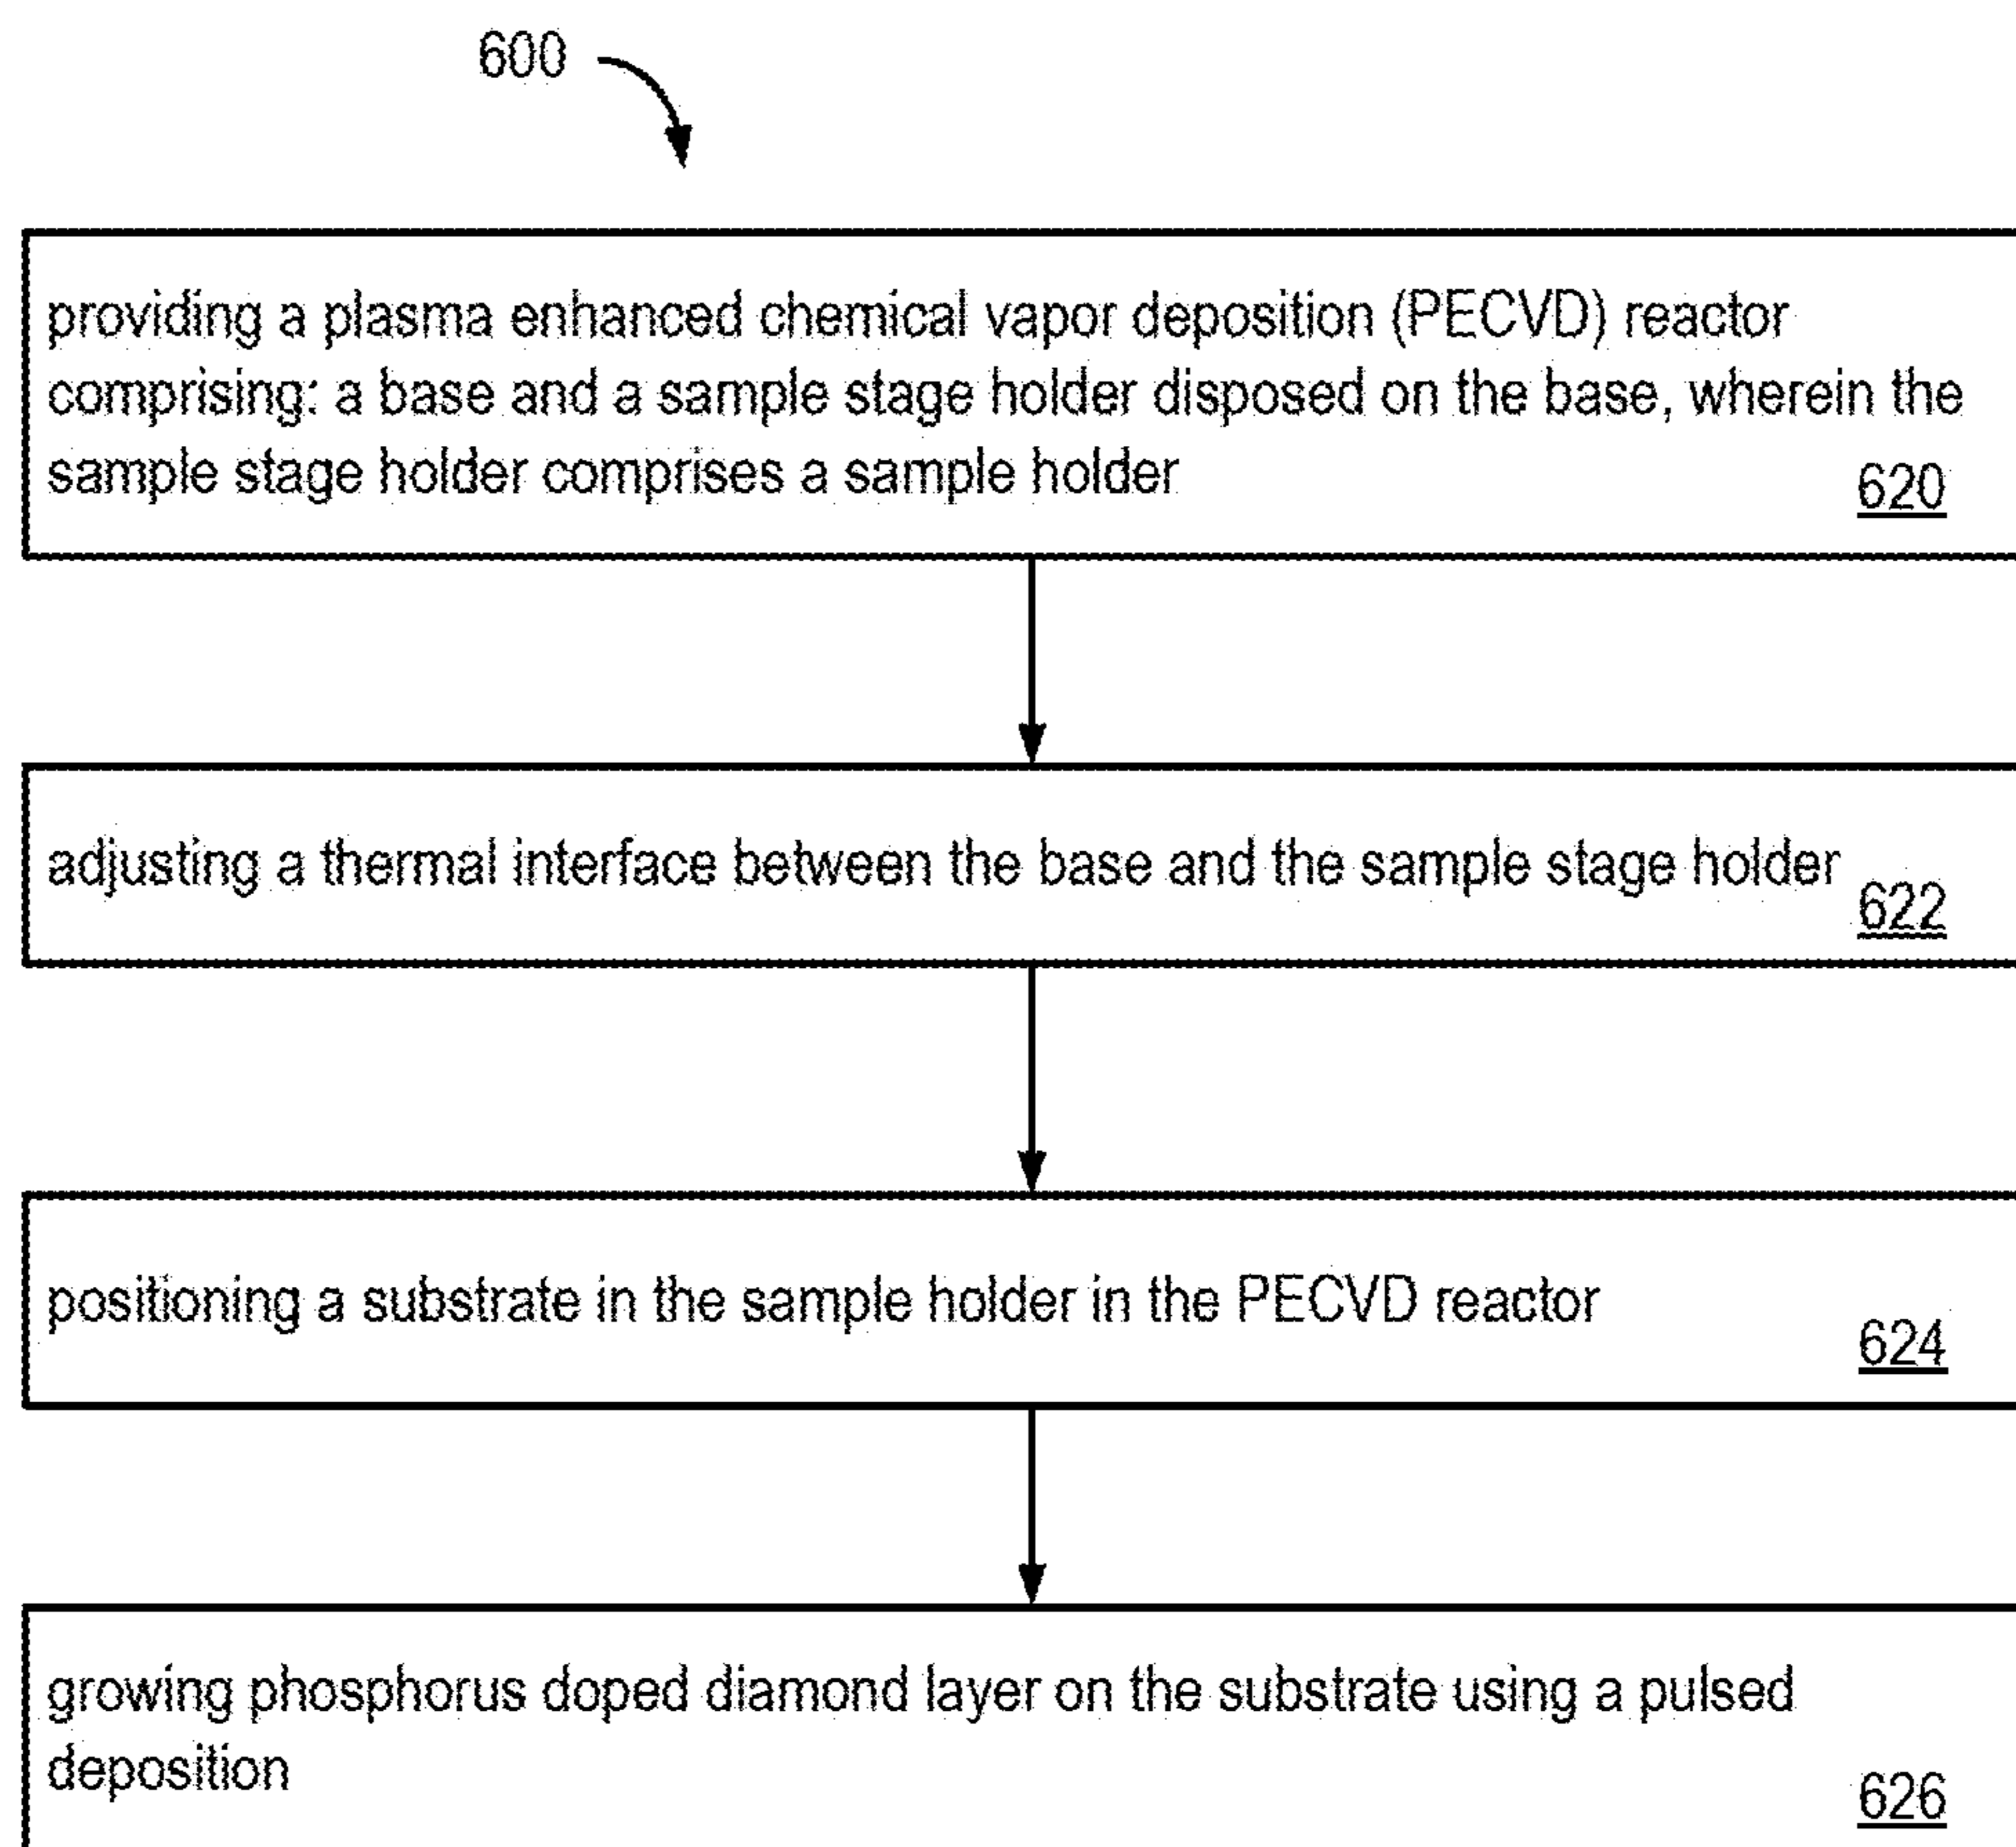 600
providing a plasma enhanced chemical vapor deposition (PECVD) reactor
comprising: a base and a sample stage holder disposed on the base, wherein the
sample stage holder comprises a sample holder
620
adjusting a thermal interface between the base and the sample stage holder
622
positioning a substrate in the sample holder in the PECVD reactor
624
growing phosphorus doped diamond layer on the substrate using a pulsed
deposition
626